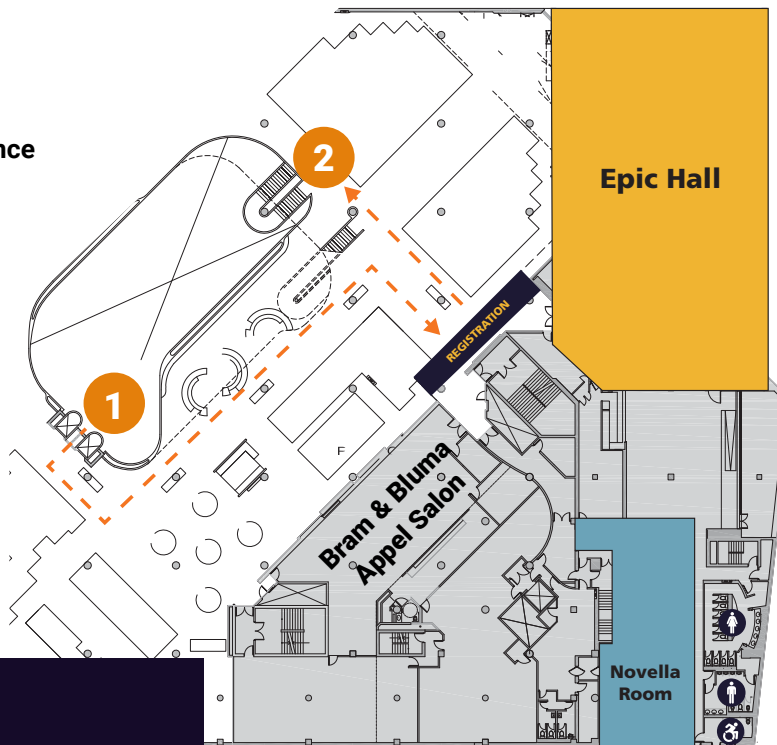 nce
2
Epic Hall
REGISTRATION
1
F
Bram & Bluma
Appel Salon
Novella
Room